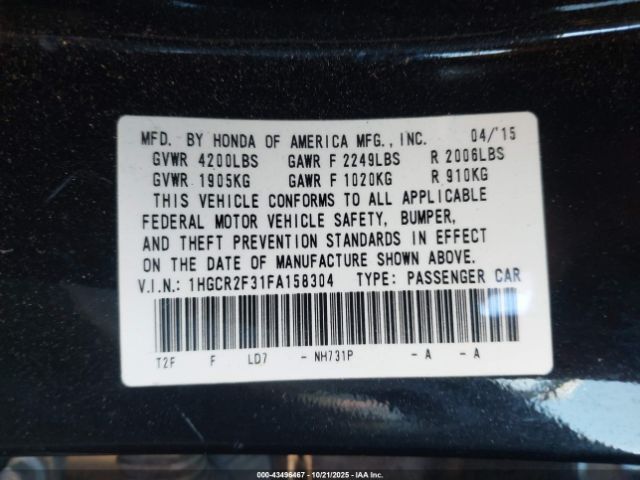 MFD. BY HONDA OF AMERICA MFG., INC. 04/'15
GVWR 4200LBS GAWR F 2249LBS R 2006LBS
GVWR 1905KG GAWR F 1020KG R 910KG
THIS VEHICLE CONFORMS TO ALL APPLICABLE
FEDERAL MOTOR VEHICLE SAFETY, BUMPER,
AND THEFT PREVENTION STANDARDS IN EFFECT
ON THE DATE OF MANUFACTURE SHOWN ABOVE.
V.I.N.: 1HGCR2F31FA158304 TYPE: PASSENGER CAR
T2F F LD7 - NH731P - A - A
000-43496467 | 10/21/2025 - IAA Corp.